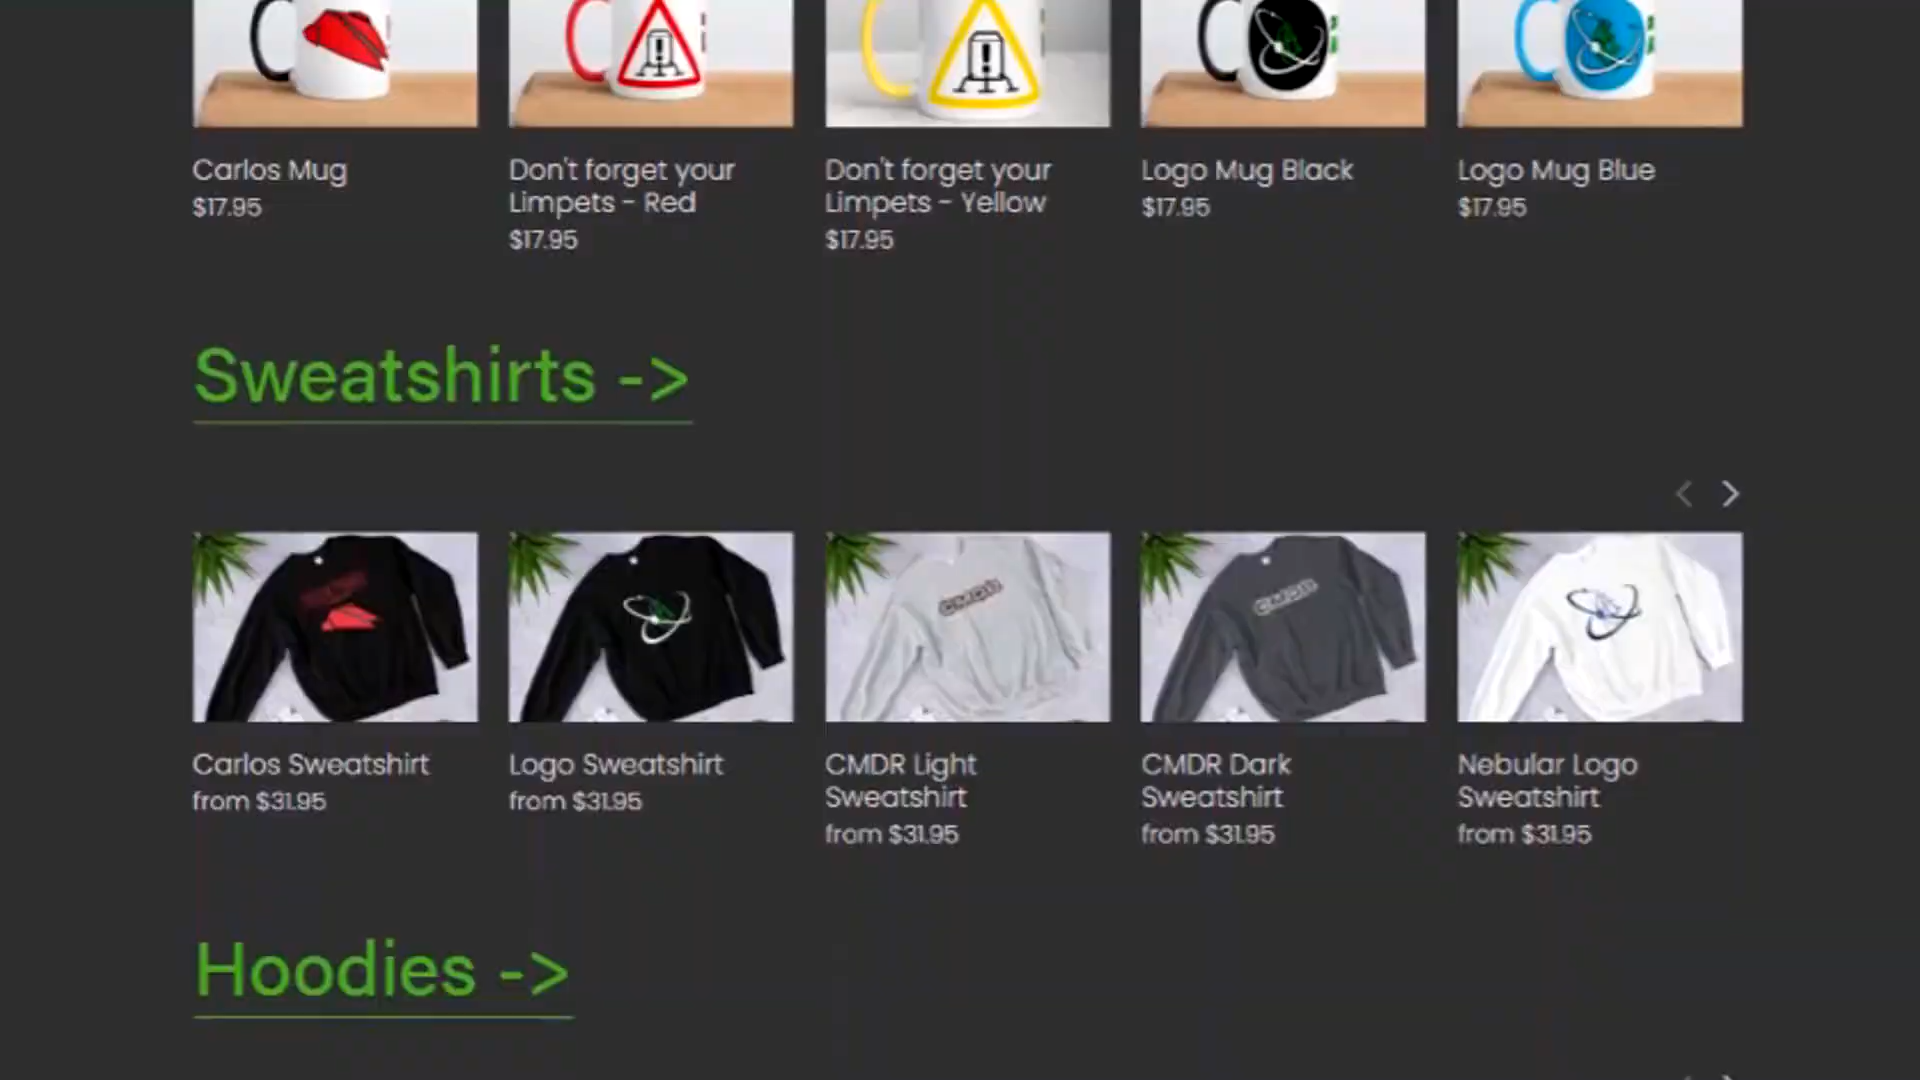 Carlos Mug
$17.95
Don't forget your
Limpets - Red
$17.95
Don't forget your
Limpets - Yellow
$17.95
Logo Mug Black
$17.95
Logo Mug Blue
$17.95
Sweatshirts ->
CMDR
CMDR
Carlos Sweatshirt
from $31.95
Logo Sweatshirt
from $31.95
CMDR Light
Sweatshirt
from $31.95
CMDR Dark
Sweatshirt
from $31.95
Nebular Logo
Sweatshirt
from $31.95
Hoodies ->